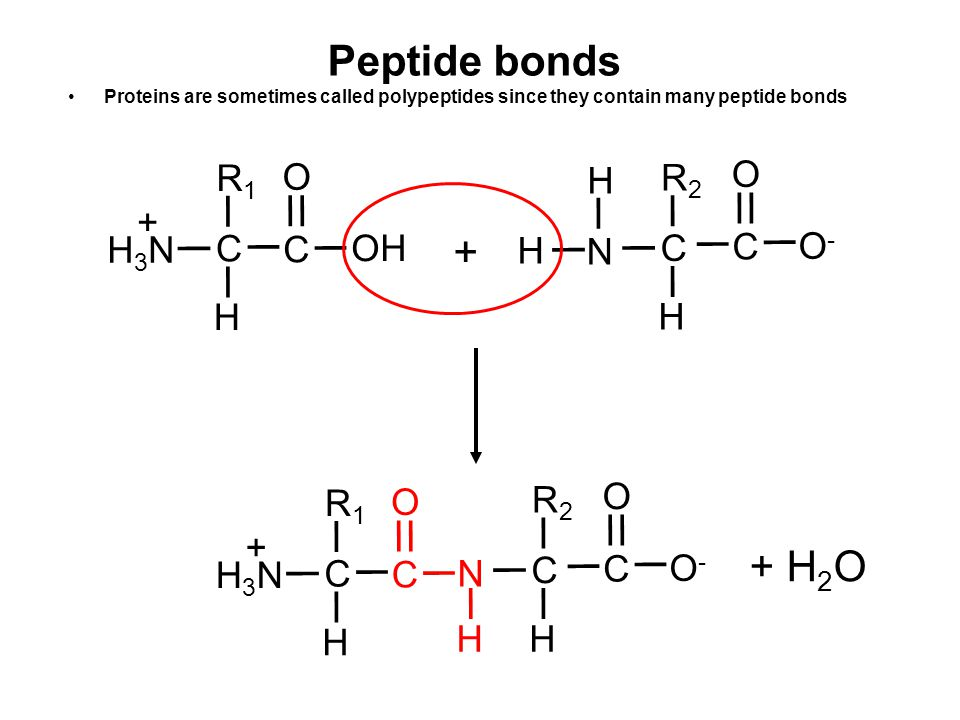 Peptide bonds
• Proteins are sometimes called polypeptides since they contain many peptide bonds
R1 O H R2 O
+
H3N C C OH + H N C C O-
H H
R1 O R2 O
+
H3N C C N C C O- + H2O
H H H